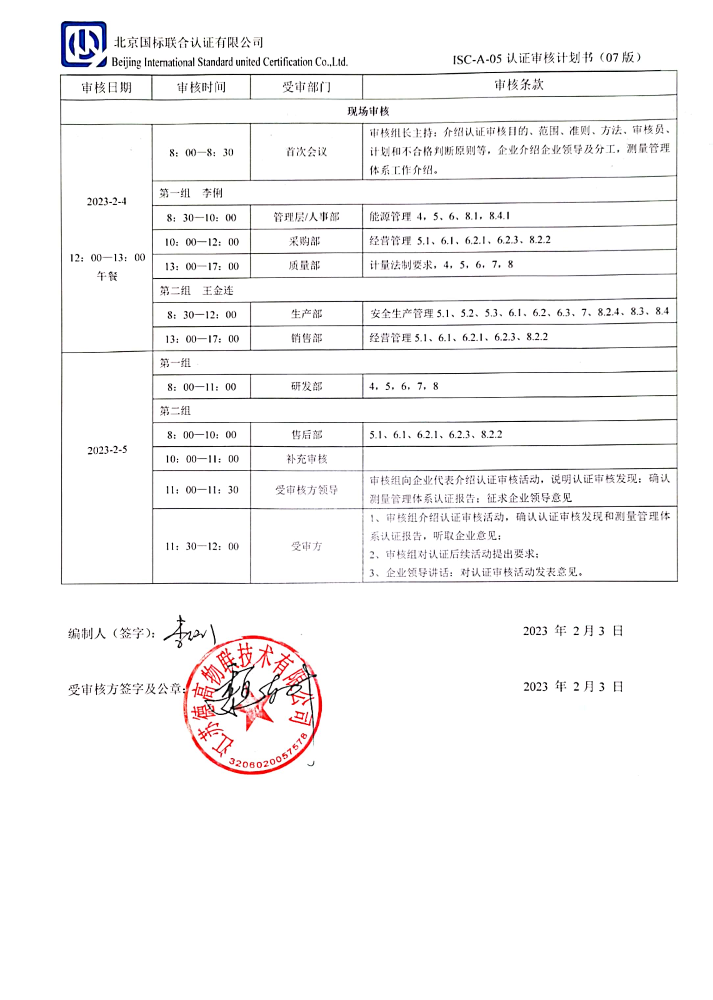 北京国标联合认证有限公司
Beijing International Standard united Certification Co.,Ltd.
ISC-A-05 认证审核计划书（07 版）
审核日期 审核时间 受审部门 审核条款
现场审核
2023-2-4
12：00—13：00
午餐
8：00—8：30 首次会议
审核组长主持：介绍认证审核目的、范围、准则、方法、审核员、
计划和不合格判断原则等，企业介绍企业领导及分工，测量管理
体系工作介绍。
第一组 李俐
8：30—10：00 管理层/人事部 能源管理 4，5、6、8.1，8.4.1
10：00—12：00 采购部 经营管理 5.1、6.1、6.2.1、6.2.3、8.2.2
13：00—17：00 质量部 计量法制要求，4，5，6，7，8
第二组 王金连
8：30—12：00 生产部 安全生产管理 5.1、5.2、5.3、6.1、6.2、6.3、7、8.2.4、8.3、8.4
13：00—17：00 销售部 经营管理 5.1、6.1、6.2.1、6.2.3、8.2.2
2023-2-5
第一组
8：00—11：00 研发部 4，5，6，7，8
第二组
8：00—10：00 售后部 5.1、6.1、6.2.1、6.2.3、8.2.2
10：00—11：00 补充审核
11：00—11：30 受审核方领导
审核组向企业代表介绍认证审核活动，说明认证审核发现；确认
测量管理体系认证报告；征求企业领导意见
11：30—12：00 受审方
1、审核组介绍认证审核活动，确认认证审核发现和测量管理体
系认证报告，听取企业意见；
2、审核组对认证后续活动提出要求；
3、企业领导讲话：对认证审核活动发表意见。
编制人（签字）： 李俐 2023 年 2 月 3 日
受审核方签字及公章： 2023 年 2 月 3 日
江苏德高物联技术有限公司
3206020057578